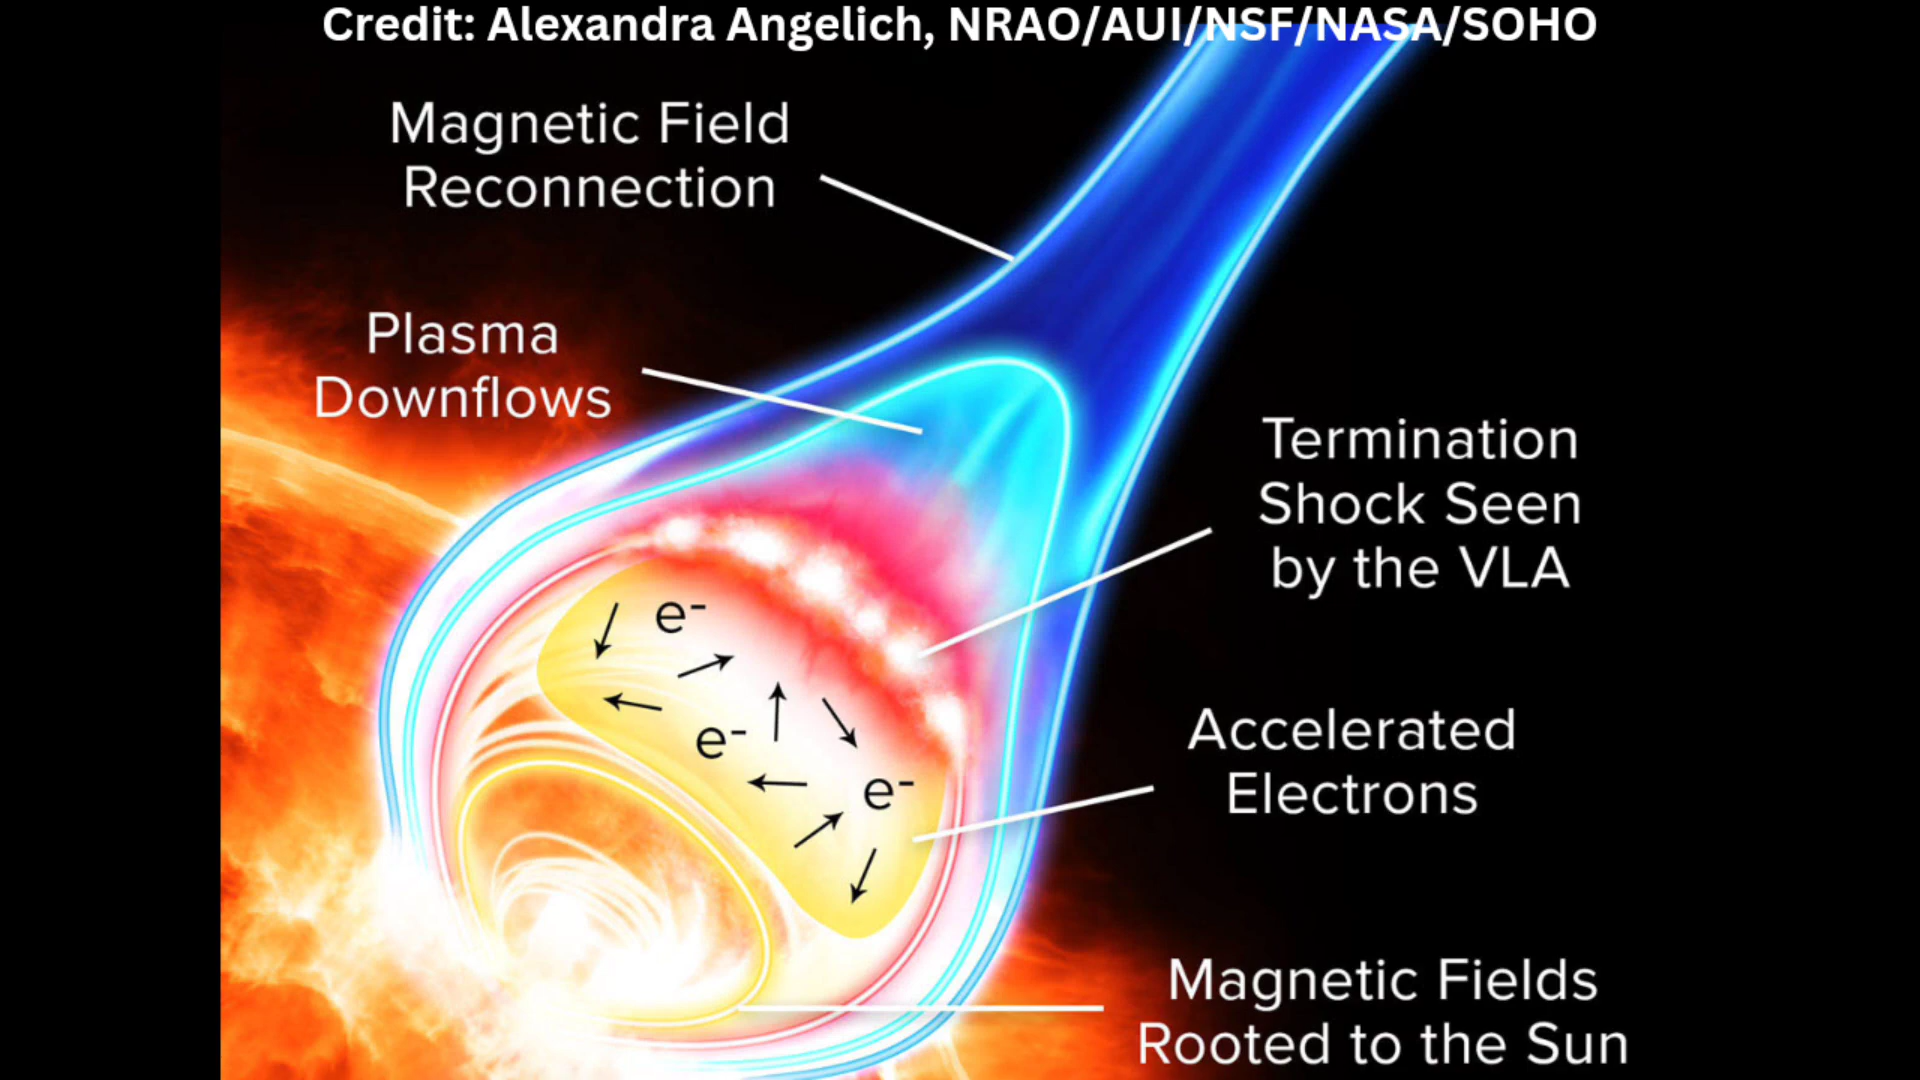 Credit: Alexandra Angelich, NRAO/AUI/NSF/NASA/SOHO
Magnetic Field
Reconnection
Plasma
Downflows
Termination
Shock Seen
by the VLA
e-
e-
e-
Accelerated
Electrons
Magnetic Fields
Rooted to the Sun